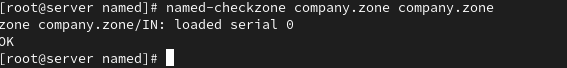 [root@server named]# named-checkzone company.zone company.zone
zone company.zone/IN: loaded serial 0
OK
[root@server named]#